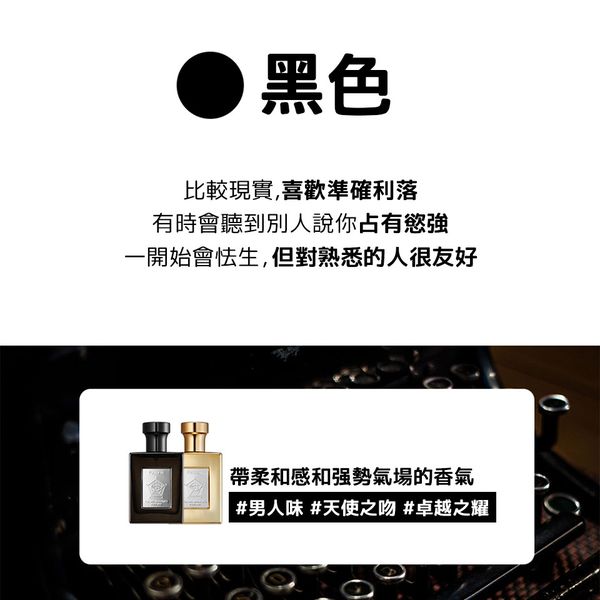 黑色
比較現實,喜歡準確利落
有時會聽到別人說你占有慾強
一開始會怯生,但對熟悉的人很友好
帶柔和感和强勢氣場的香氣
#男人味 #天使之吻 #卓越之耀